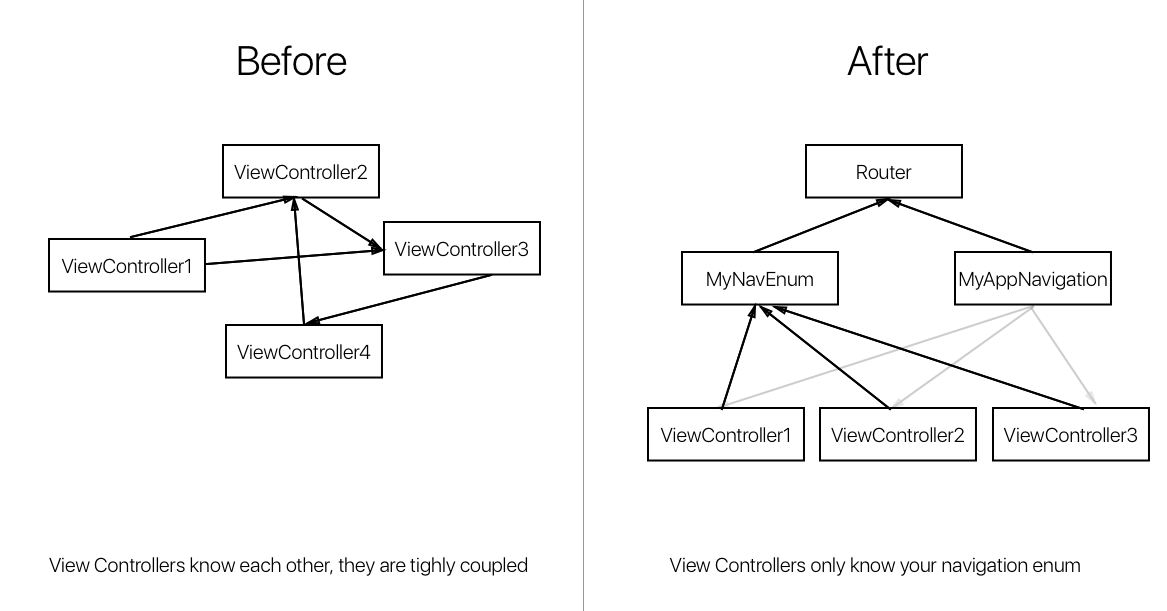 Before
ViewController2
ViewController1
ViewController3
ViewController4
View Controllers know each other, they are tighly coupled
After
Router
MyNavEnum
MyAppNavigation
ViewController1
ViewController2
ViewController3
View Controllers only know your navigation enum